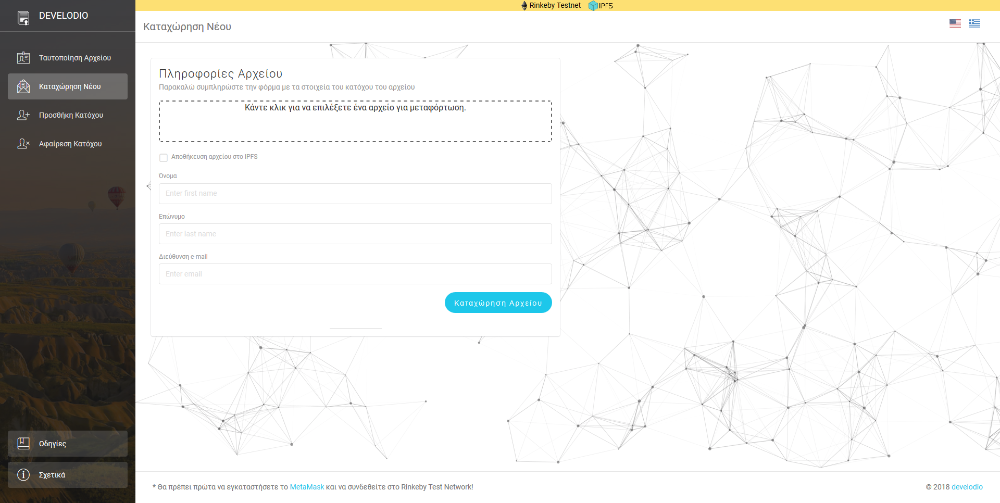 DEVELODIO
Ταυτοποίηση Αρχείου
Καταχώρηση Νέου
Προσθήκη Κατόχου
Αφαίρεση Κατόχου
Οδηγίες
Σχετικά
Rinkeby Testnet IPFS
Καταχώρηση Νέου
Πληροφορίες Αρχείου
Παρακαλώ συμπληρώστε την φόρμα με τα στοιχεία του κατόχου του αρχείου
Κάντε κλικ για να επιλέξετε ένα αρχείο για μεταφόρτωση.
Αποθήκευση αρχείου στο IPFS
Όνομα
Enter first name
Επώνυμο
Enter last name
Διεύθυνση e-mail
Enter email
Καταχώρηση Αρχείου
* Θα πρέπει πρώτα να εγκαταστήσετε το MetaMask και να συνδεθείτε στο Rinkeby Test Network!
© 2018 develodio